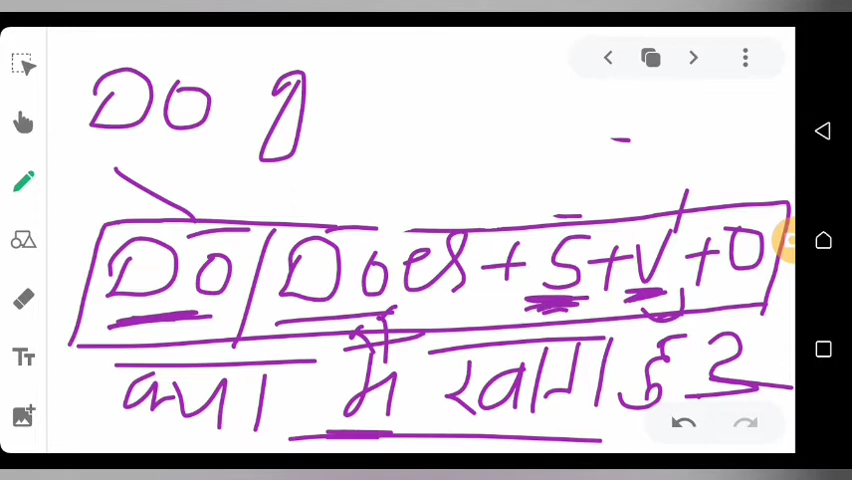 Do I
Do / Does + S + V + O
क्या मैं